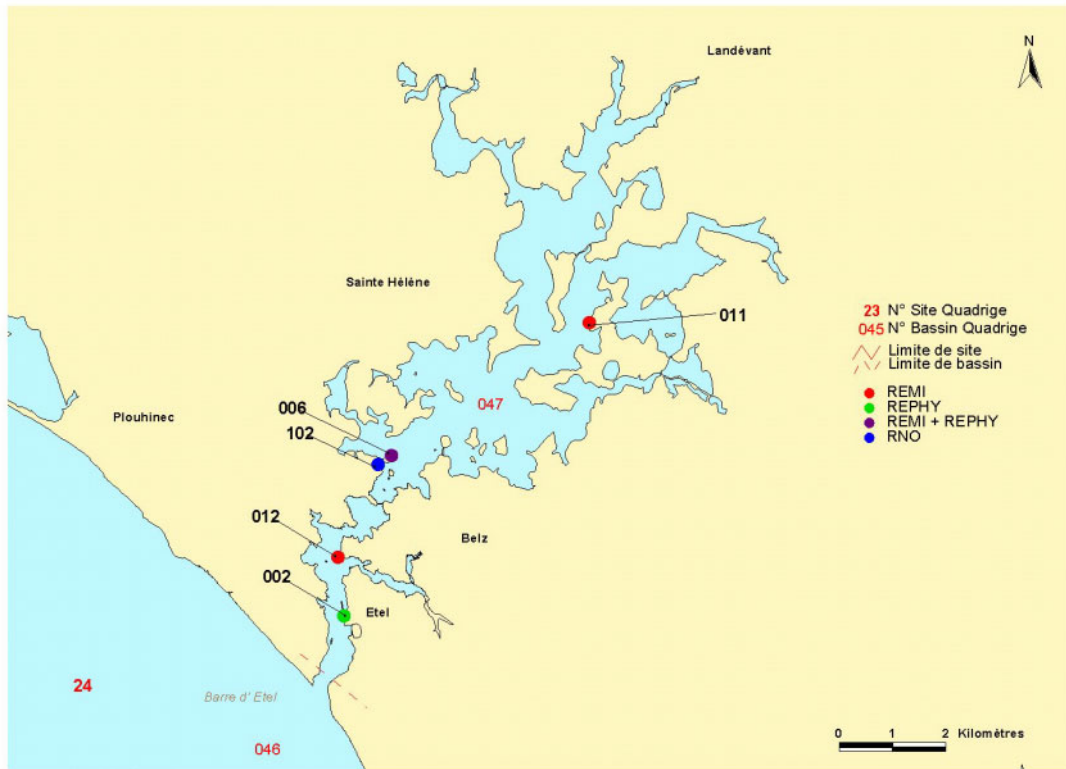 Landévant
N
Sainte Hélène
011
23 N° Site Quadrige
045 N° Bassin Quadrige
Limite de site
Limite de bassin
REMI
REPHY
REMI + REPHY
RNO
047
006
Plouhinec
102
012
Belz
002
Etel
24
Barre d' Etel
046
0 1 2 Kilomètres